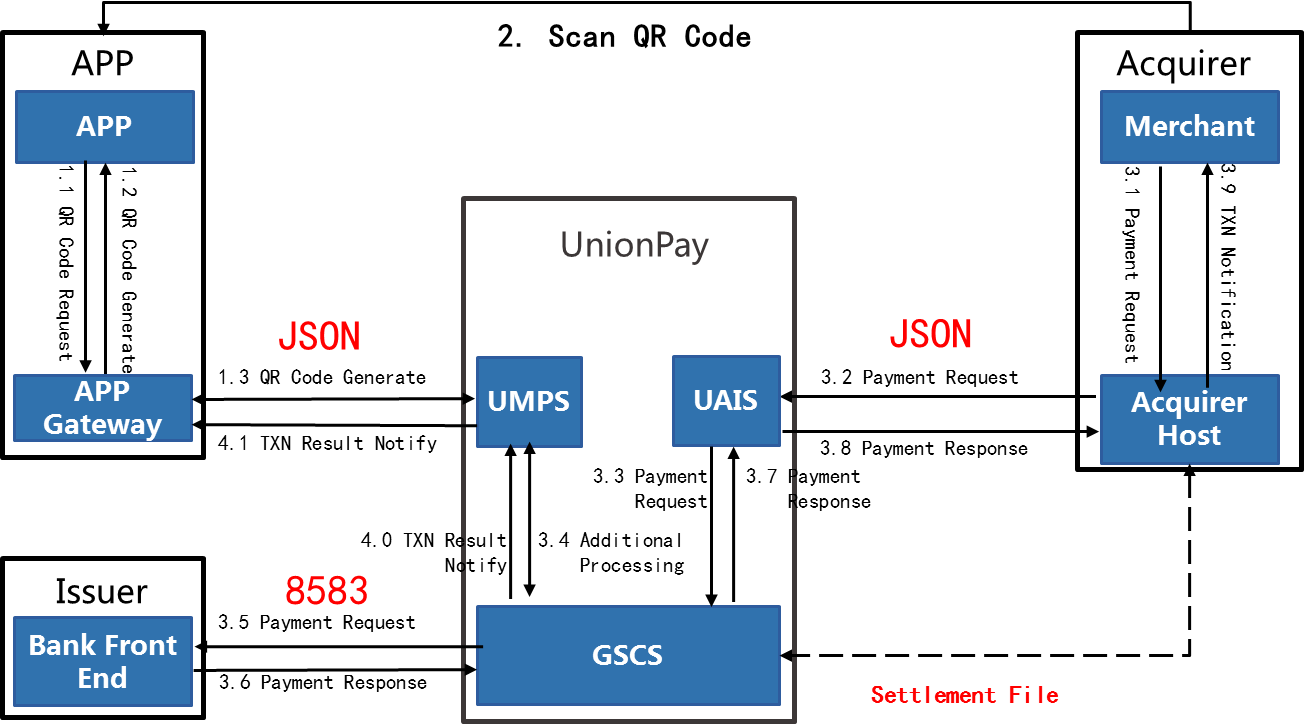 2. Scan QR Code
APP
APP
1.1 QR Code Request
1.2 QR Code Generate
APP
Gateway
Acquirer
Merchant
3.1 Payment Request
3.9 TXN Notification
Acquirer
Host
UnionPay
JSON
1.3 QR Code Generate
4.1 TXN Result Notify
UMPS
UAIS
JSON
3.2 Payment Request
3.8 Payment Response
3.3 Payment
Request
3.7 Payment
Response
4.0 TXN Result
Notify
3.4 Additional
Processing
Issuer
Bank Front
End
8583
3.5 Payment Request
3.6 Payment Response
GSCS
Settlement File